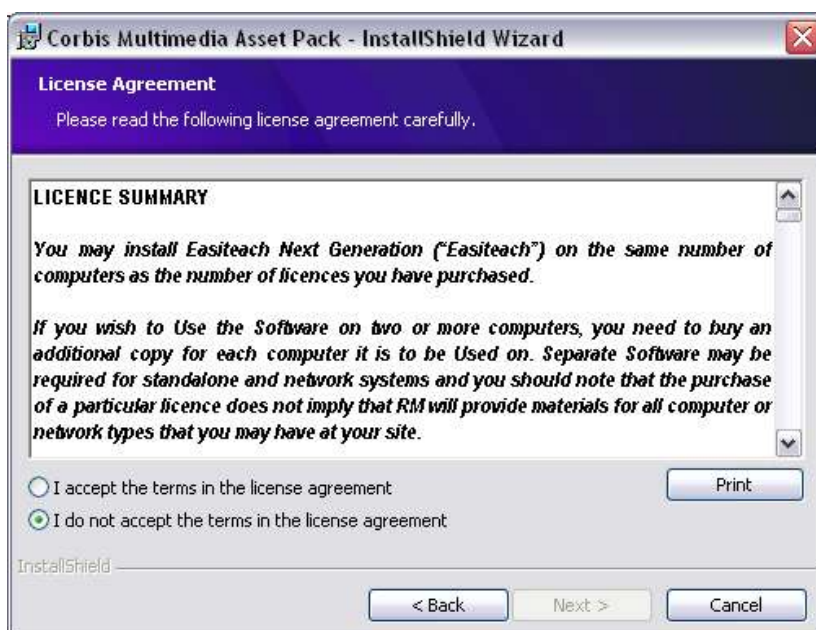 Corbis Multimedia Asset Pack - InstallShield Wizard
License Agreement
Please read the following license agreement carefully.
LICENCE SUMMARY
You may install Easiteach Next Generation ("Easiteach") on the same number of
computers as the number of licences you have purchased.
If you wish to Use the Software on two or more computers, you need to buy an
additional copy for each computer it is to be Used on. Separate Software may be
required for standalone and network systems and you should note that the purchase
of a particular licence does not imply that RM will provide materials for all computer or
network types that you may have at your site.
I accept the terms in the license agreement
Print
I do not accept the terms in the license agreement
InstallShield
< Back
Next >
Cancel